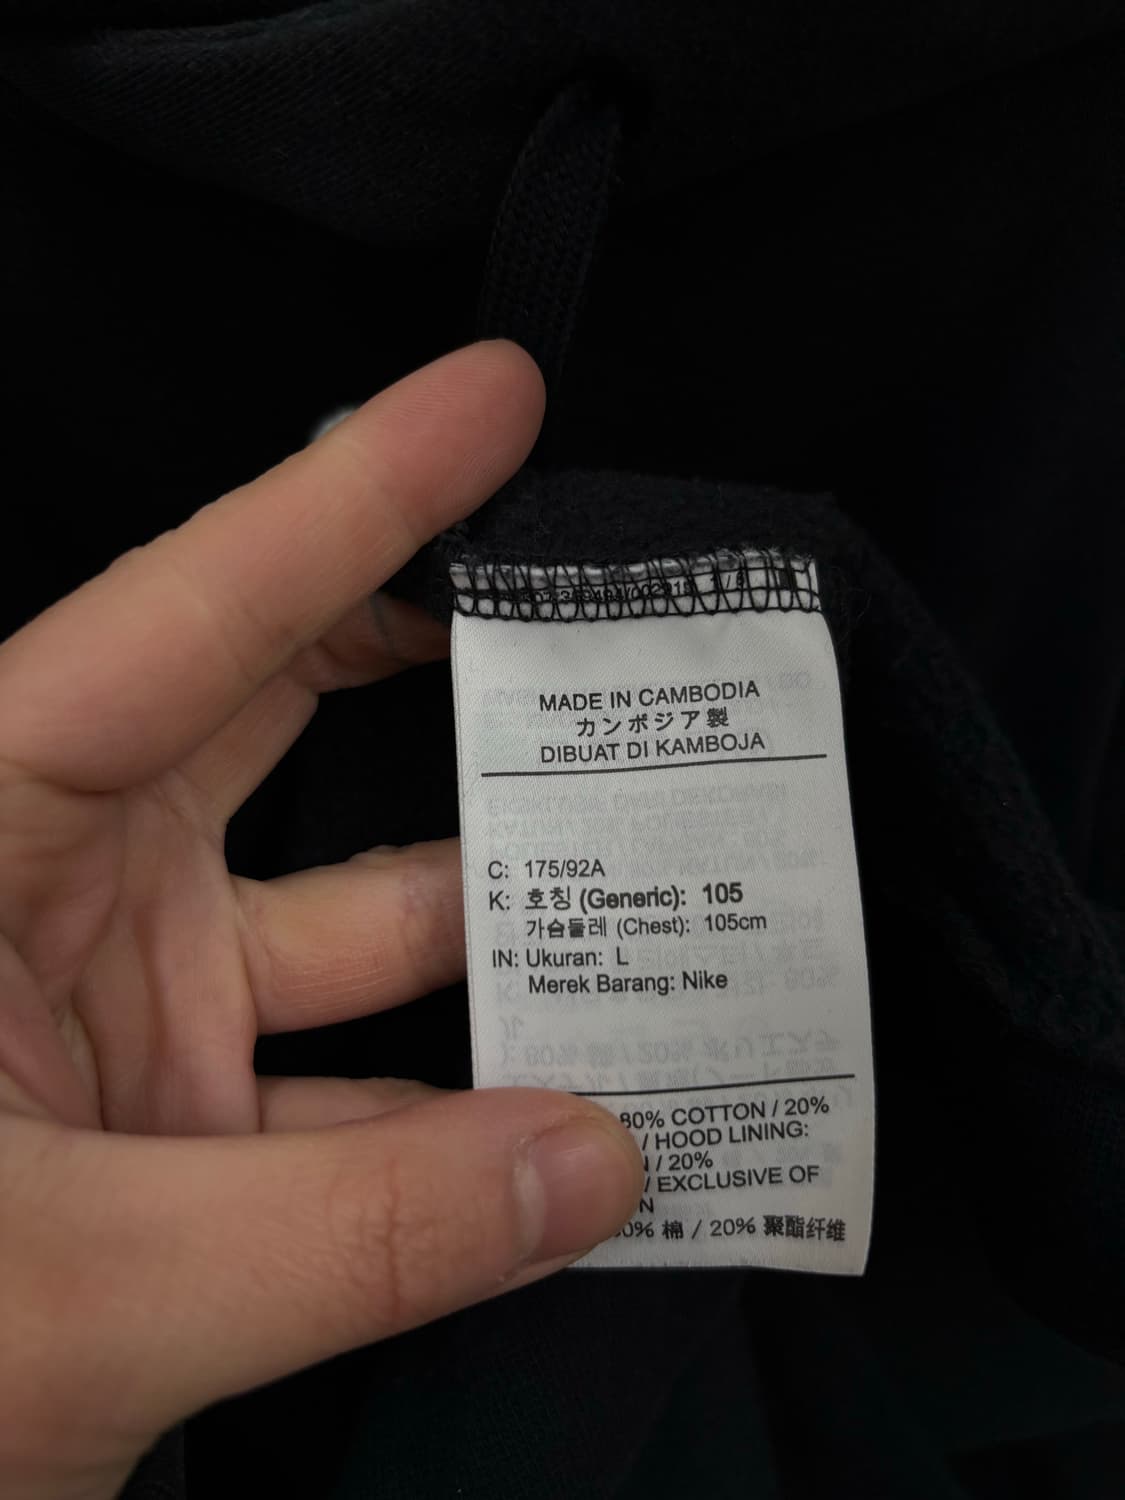 MADE IN CAMBODIA
カンボジア製
DIBUAT DI KAMBOJA
C: 175/92A
K: 호칭 (Generic): 105
가슴둘레 (Chest): 105cm
IN: Ukuran: L
Merek Barang: Nike
80% COTTON / 20%
/ HOOD LINING:
/ 20%
/ EXCLUSIVE OF
棉 / 20% 聚酯纤维